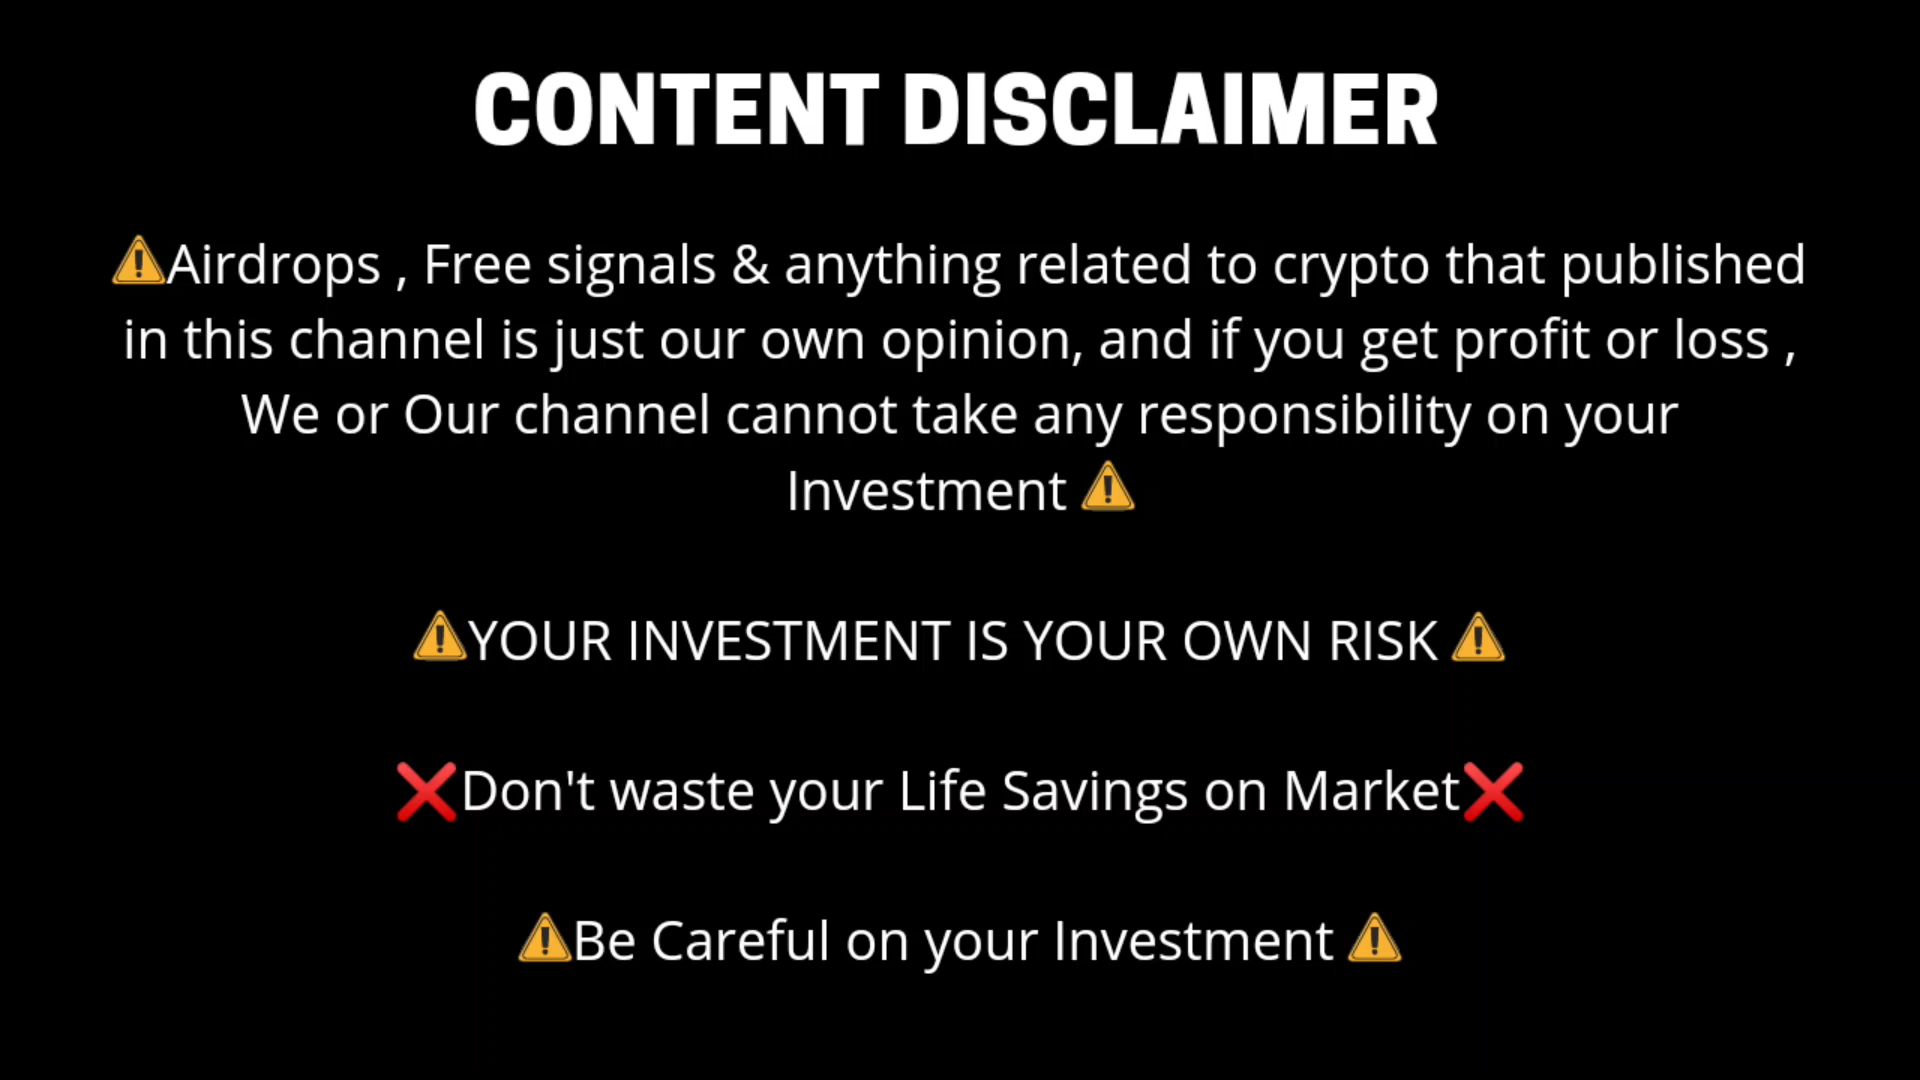 CONTENT DISCLAIMER
⚠️Airdrops , Free signals & anything related to crypto that published
in this channel is just our own opinion, and if you get profit or loss ,
We or Our channel cannot take any responsibility on your
Investment ⚠️
⚠️YOUR INVESTMENT IS YOUR OWN RISK ⚠️
❌Don't waste your Life Savings on Market❌
⚠️Be Careful on your Investment ⚠️